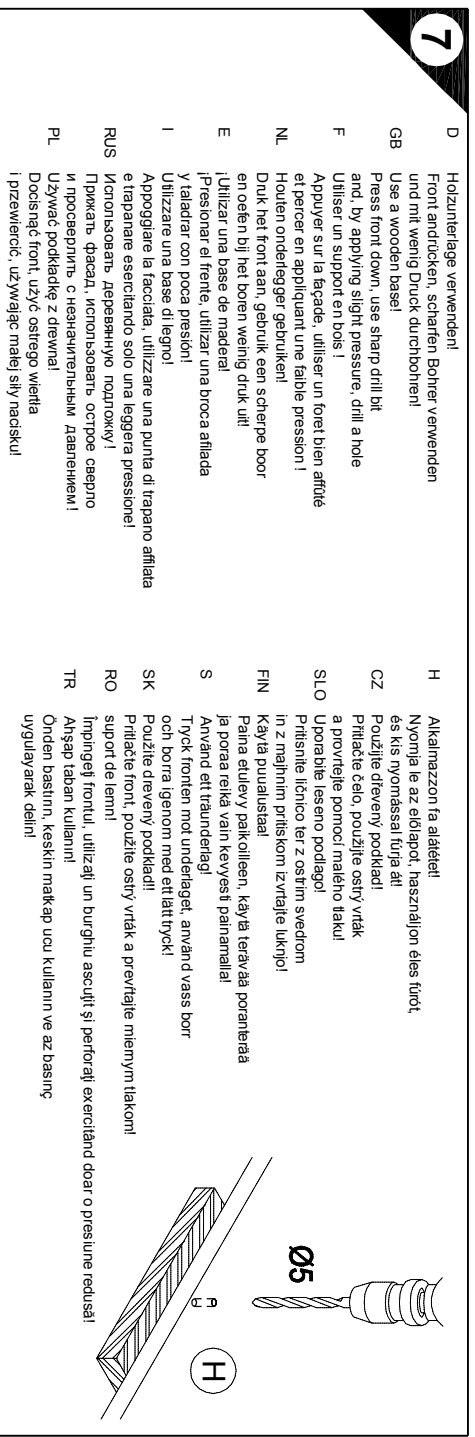 7
D Holzunterlage verwenden!
Front andrücken, scharfen Bohrer verwenden
und mit wenig Druck durchbohren!
GB Use a wooden base!
Press front down, use sharp drill bit
and, by applying slight pressure, drill a hole
F Utiliser un support en bois !
Appuyer sur la façade, utiliser un foret bien affûté
et percer en appliquant une faible pression !
NL Houten onderlegger gebruiken!
Druk het front aan, gebruik een scherpe boor
en oefen bij het boren weinig druk uit!
E ¡Utilizar una base de madera!
¡Presionar el frente, utilizar una broca afilada
y taladrar con poca presión!
I Utilizzare una base di legno!
Appoggiare la facciata, utilizzare una punta di trapano affilata
e trapanare esercitando solo una leggera pressione!
RUS Использовать деревянную подложку!
Прижать фасад, использовать острое сверло
и просверлить с незначительным давлением!
PL Używać podkładkę z drewna!
Docisnąć front, użyć ostrego wiertła
i przewiercić, używając małej siły nacisku!
H Alkalmazzon fa alátétet!
Nyomja le az előlapot, használjon éles fúrót,
és kis nyomással fúrja át!
CZ Použijte dřevený podklad!
Přitlačte čelo, použijte ostrý vrták
a provrtejte pomocí malého tlaku!
SLO Uporabite leseno podlago!
Pritisnite ličnico ter z ostrim svedrom
in z majhnim pritiskom izvrtajte luknjo!
FIN Käytä puualustaa!
Paina etulevy paikoilleen, käytä terävää poranterää
ja poraa reikä vain kevyesti painamalla!
S Använd ett träunderlag!
Tryck fronten mot underlaget, använd vass borr
och borra igenom med ett lätt tryck!
SK Použite drevený podklad!!
Pritlačte front, použite ostrý vrták a prevŕtajte miernym tlakom!
RO suport de lemn!
Împingeţi frontul, utilizaţi un burghiu ascuţit şi perforaţi exercitând doar o presiune redusă!
TR Ahşap taban kullanın!
Önden bastırın, keskin matkap ucu kullanın ve az basınç
uygulayarak delin!
Ø5
H